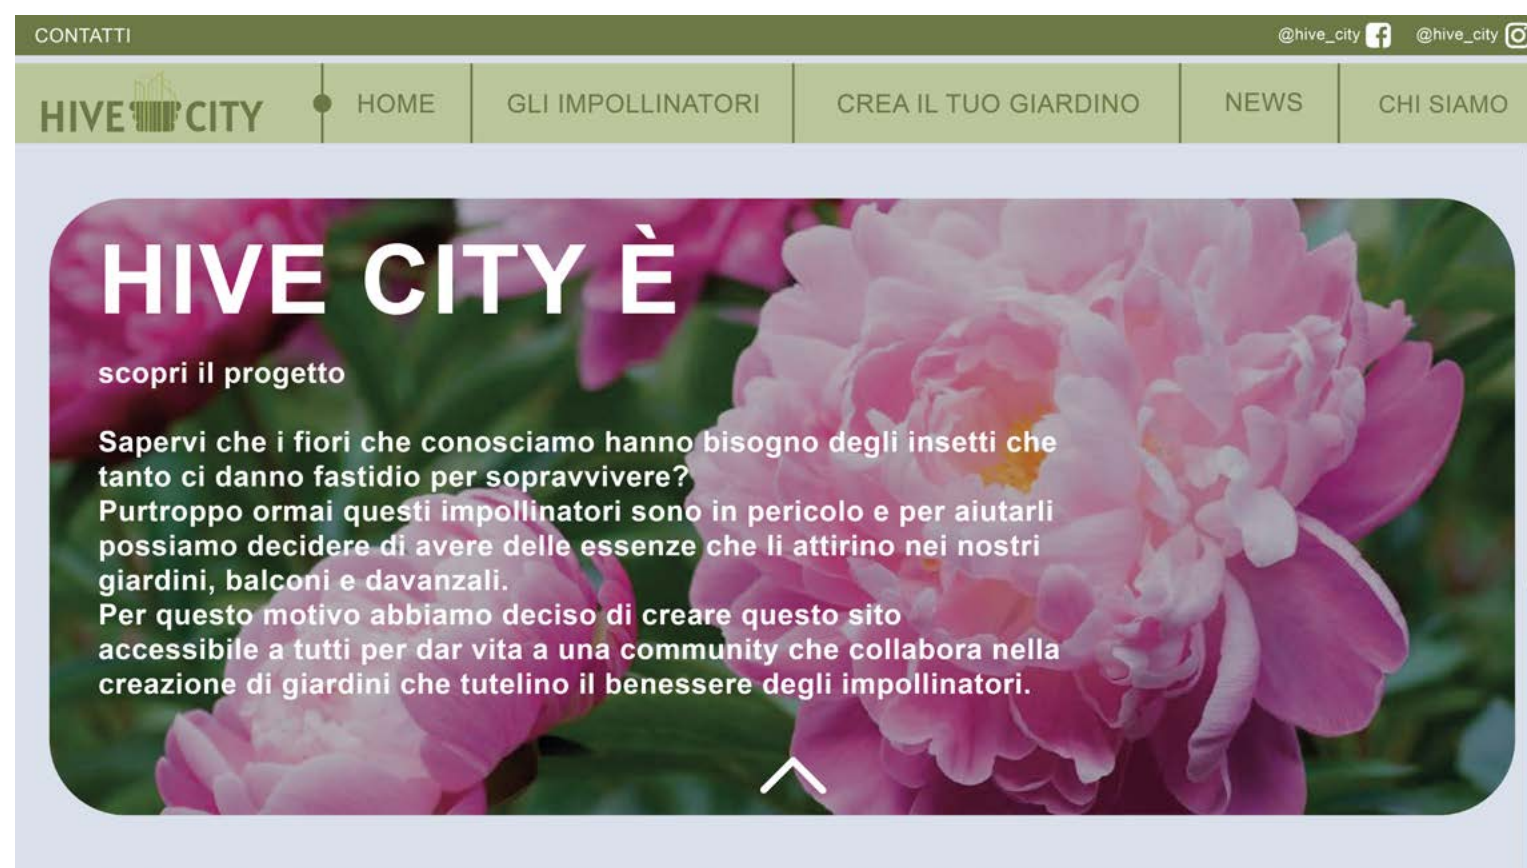 CONTATTI
@hive_city
@hive_city
HIVE CITY
HOME
GLI IMPOLLINATORI
CREA IL TUO GIARDINO
NEWS
CHI SIAMO
HIVE CITY È
scopri il progetto
Sapervi che i fiori che conosciamo hanno bisogno degli insetti che
tanto ci danno fastidio per sopravvivere?
Purtroppo ormai questi impollinatori sono in pericolo e per aiutarli
possiamo decidere di avere delle essenze che li attirino nei nostri
giardini, balconi e davanzali.
Per questo motivo abbiamo deciso di creare questo sito
accessibile a tutti per dar vita a una community che collabora nella
creazione di giardini che tutelino il benessere degli impollinatori.